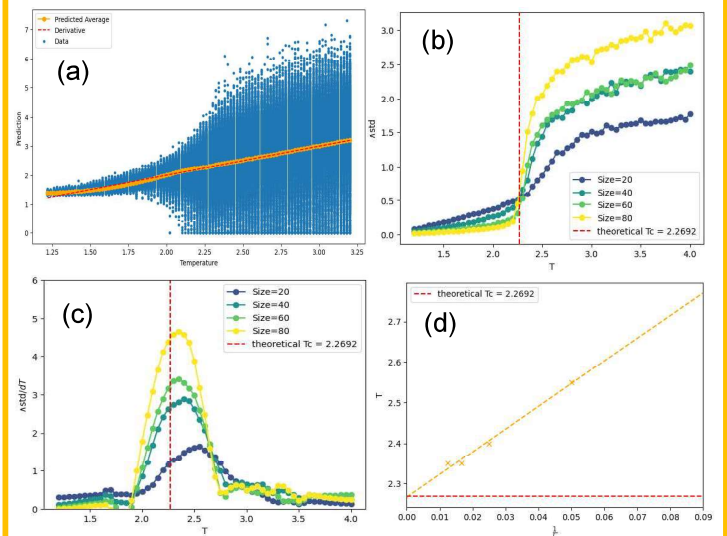 Predicted Average
Derivative
Data
(a)
7
6
5
4
3
2
1
0
Prediction
1.25 1.50 1.75 2.00 2.25 2.50 2.75 3.00 3.25
Temperature
(b)
3.0
2.5
2.0
1.5
1.0
0.5
0.0
∧std
Size=20
Size=40
Size=60
Size=80
theoretical Tc = 2.2692
1.5 2.0 2.5 3.0 3.5 4.0
T
(c)
6
5
4
3
2
1
0
∧std/dT
Size=20
Size=40
Size=60
Size=80
theoretical Tc = 2.2692
1.5 2.0 2.5 3.0 3.5 4.0
T
theoretical Tc = 2.2692
(d)
2.7
2.6
2.5
2.4
2.3
T
0.00 0.01 0.02 0.03 0.04 0.05 0.06 0.07 0.08 0.09